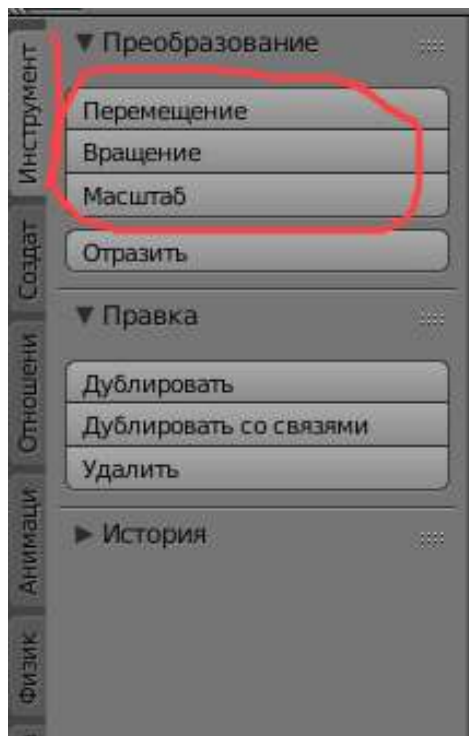 Преобразование
Перемещение
Вращение
Масштаб
Отразить
Правка
Дублировать
Дублировать со связями
Удалить
История
Инструмент
Создат
Отношени
Анимаци
Физик